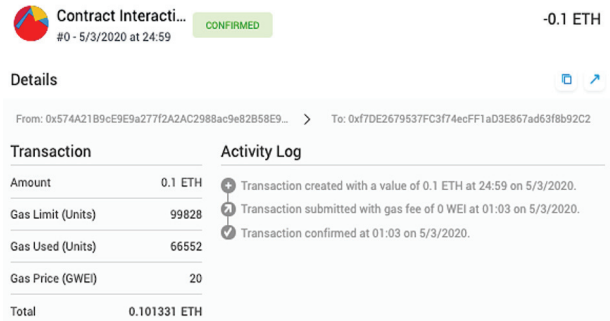 Contract Interacti...
CONFIRMED
-0.1 ETH
#0 - 5/3/2020 at 24:59
Details
From: 0x574A21B9cE9E9a277f2A2AC2988ac9e82B58E9...
To: 0xf7DE2679537FC3f74ecFF1aD3E867ad63f8b92C2
Transaction
Amount 0.1 ETH
Gas Limit (Units) 99828
Gas Used (Units) 66552
Gas Price (GWEI) 20
Total 0.101331 ETH
Activity Log
Transaction created with a value of 0.1 ETH at 24:59 on 5/3/2020.
Transaction submitted with gas fee of 0 WEI at 01:03 on 5/3/2020.
Transaction confirmed at 01:03 on 5/3/2020.